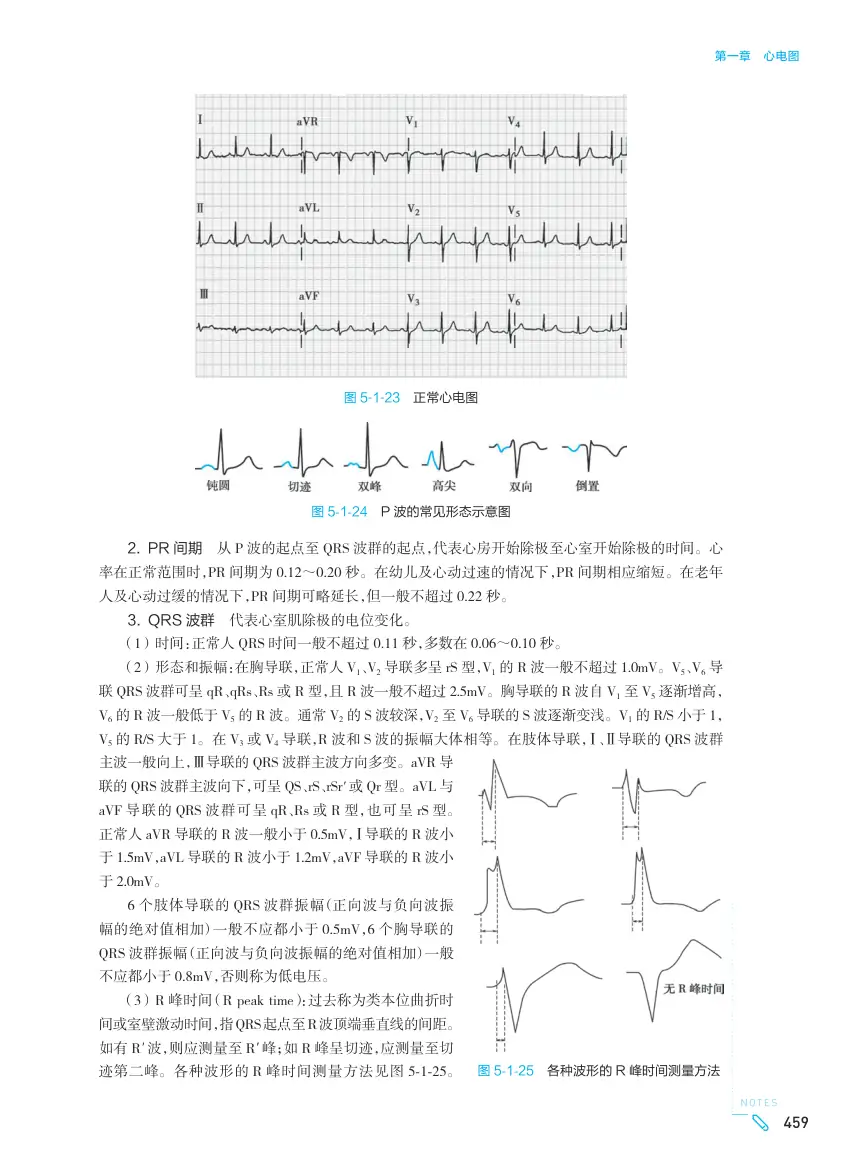 第一章 心电图
Ⅰ aVR V₁ V₄
Ⅱ aVL V₂ V₅
Ⅲ aVF V₃ V₆
图 5-1-23 正常心电图
钝圆 切迹 双峰 高尖 双向 倒置
图 5-1-24 P 波的常见形态示意图
2. PR 间期 从 P 波的起点至 QRS 波群的起点,代表心房开始除极至心室开始除极的时间。心
率在正常范围时,PR 间期为 0.12～0.20 秒。在幼儿及心动过速的情况下,PR 间期相应缩短。在老年
人及心动过缓的情况下,PR 间期可略延长,但一般不超过 0.22 秒。
3. QRS 波群 代表心室肌除极的电位变化。
（1）时间:正常人 QRS 时间一般不超过 0.11 秒,多数在 0.06～0.10 秒。
（2）形态和振幅:在胸导联,正常人 V₁、V₂ 导联多呈 rS 型,V₁ 的 R 波一般不超过 1.0mV。V₅、V₆ 导
联 QRS 波群可呈 qR、qRs、Rs 或 R 型,且 R 波一般不超过 2.5mV。胸导联的 R 波自 V₁ 至 V₅ 逐渐增高,
V₆ 的 R 波一般低于 V₅ 的 R 波。通常 V₂ 的 S 波较深,V₂ 至 V₆ 导联的 S 波逐渐变浅。V₁ 的 R/S 小于 1,
V₅ 的 R/S 大于 1。在 V₃ 或 V₄ 导联,R 波和 S 波的振幅大体相等。在肢体导联,Ⅰ、Ⅱ导联的 QRS 波群
主波一般向上,Ⅲ导联的 QRS 波群主波方向多变。aVR 导
联的 QRS 波群主波向下,可呈 QS、rS、rSr′或 Qr 型。aVL 与
aVF 导联的 QRS 波群可呈 qR、Rs 或 R 型,也可呈 rS 型。
正常人 aVR 导联的 R 波一般小于 0.5mV,Ⅰ导联的 R 波小
于 1.5mV,aVL 导联的 R 波小于 1.2mV,aVF 导联的 R 波小
于 2.0mV。
6 个肢体导联的 QRS 波群振幅(正向波与负向波振
幅的绝对值相加)一般不应都小于 0.5mV,6 个胸导联的
QRS 波群振幅(正向波与负向波振幅的绝对值相加)一般
不应都小于 0.8mV,否则称为低电压。
（3）R 峰时间(R peak time):过去称为类本位曲折时
间或室壁激动时间,指QRS起点至R波顶端垂直线的间距。
如有 R′波,则应测量至 R′峰;如 R 峰呈切迹,应测量至切
迹第二峰。各种波形的 R 峰时间测量方法见图 5-1-25。
无 R 峰时间
图 5-1-25 各种波形的 R 峰时间测量方法
NOTES
459